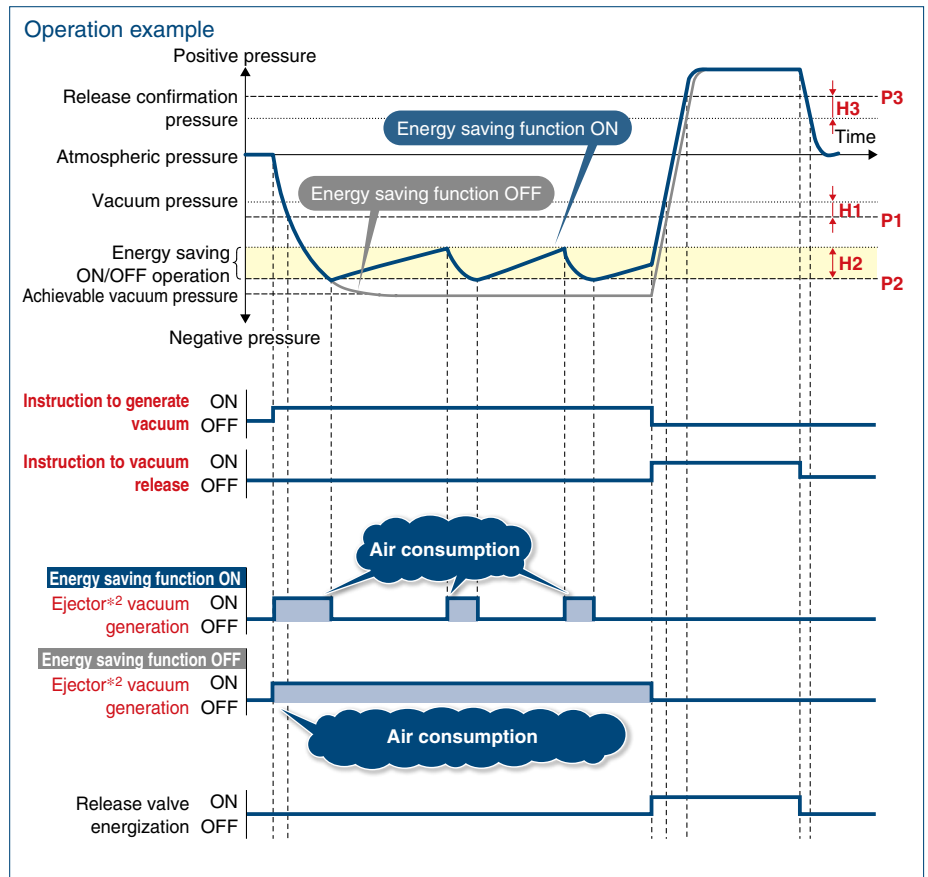 Operation example
Positive pressure
Release confirmation
pressure
P3
H3
Energy saving function ON
Time
Atmospheric pressure
Energy saving function OFF
Vacuum pressure
H1
P1
Energy saving
ON/OFF operation
H2
P2
Achievable vacuum pressure
Negative pressure
Instruction to generate
vacuum
ON
OFF
Instruction to vacuum
release
ON
OFF
Air consumption
Energy saving function ON
Ejector*2 vacuum
generation
ON
OFF
Energy saving function OFF
Ejector*2 vacuum
generation
ON
OFF
Air consumption
Release valve
energization
ON
OFF